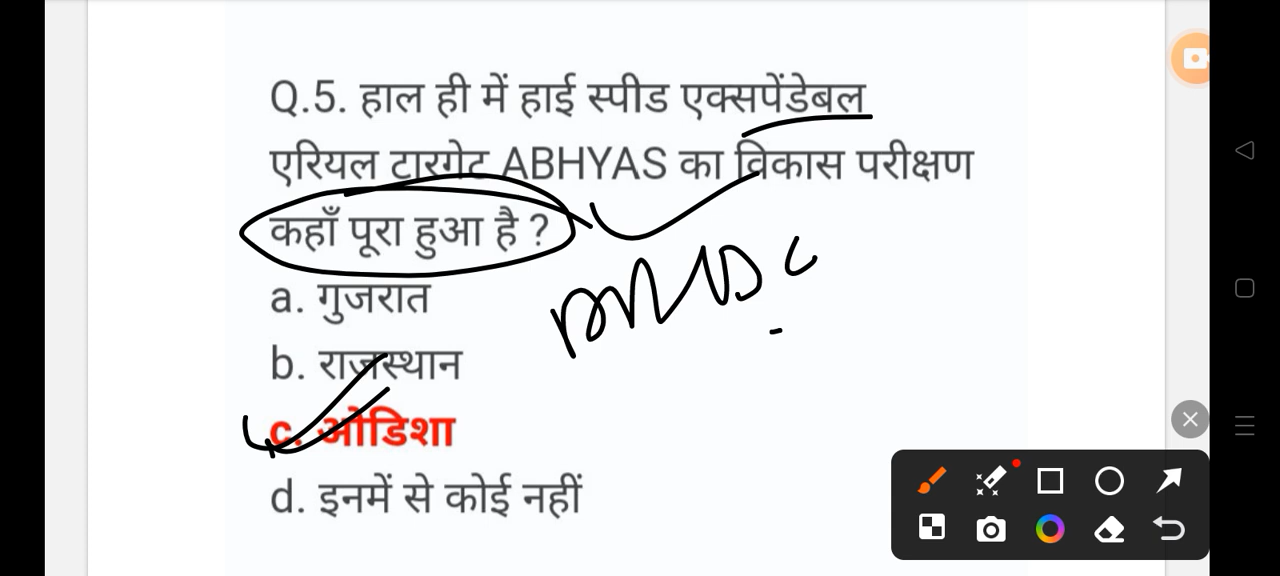 Q.5. हाल ही में हाई स्पीड एक्सपेंडेबल
एरियल टारगेट ABHYAS का विकास परीक्षण
कहाँ पूरा हुआ है ?
a. गुजरात
b. राजस्थान
c. ओडिशा
d. इनमें से कोई नहीं